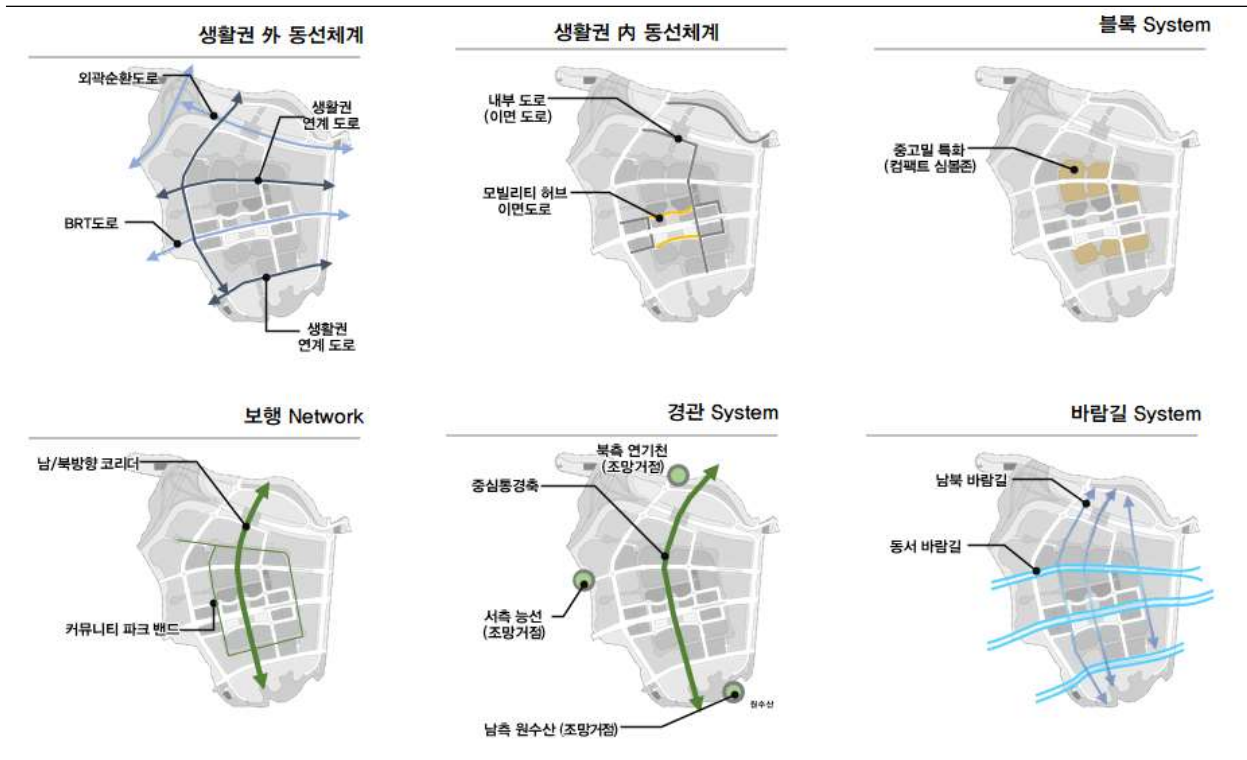 생활권 外 동선체계
외곽순환도로
생활권
연계 도로
BRT도로
생활권
연계 도로
생활권 内 동선체계
내부 도로
(이면 도로)
모빌리티 허브
이면도로
블록 System
중고밀 특화
(컴팩트 심볼존)
보행 Network
남/북방향 코리더
커뮤니티 파크 밴드
경관 System
북측 연기천
(조망거점)
중심통경축
서측 능선
(조망거점)
원수산
남측 원수산 (조망거점)
바람길 System
남북 바람길
동서 바람길